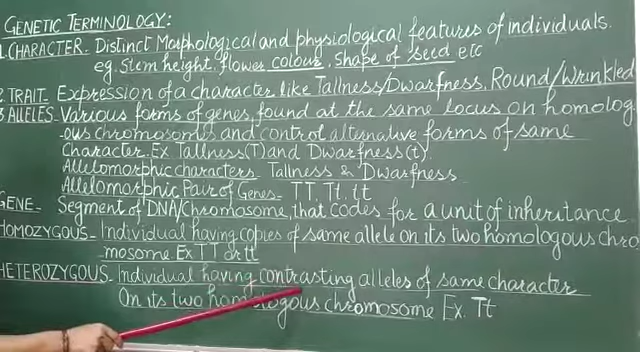 GENETIC TERMINOLOGY:
1. CHARACTER- Distinct Morphological and physiological features of individuals.
eg. Stem height, flower colour, shape of seed etc
2. TRAIT- Expression of a character like Tallness/Dwarfness, Round/Wrinkled
3 ALLELES- Various forms of genes, found at the same locus on homolog
-ous chromosomes and control alternative forms of same
Character. Ex Tallness(T) and Dwarfness(t).
Allelomorphic characters- Tallness & Dwarfness.
Allelomorphic Pair of Genes- TT, Tt, tt
GENE- Segment of DNA/Chromosome, that codes for a unit of inheritance
HOMOZYGOUS- Individual having copies of same allele on its two homologous chro
-mosome Ex TT or tt
HETEROZYGOUS- Individual having contrasting alleles of same character
On its two homologous chromosome Ex. Tt